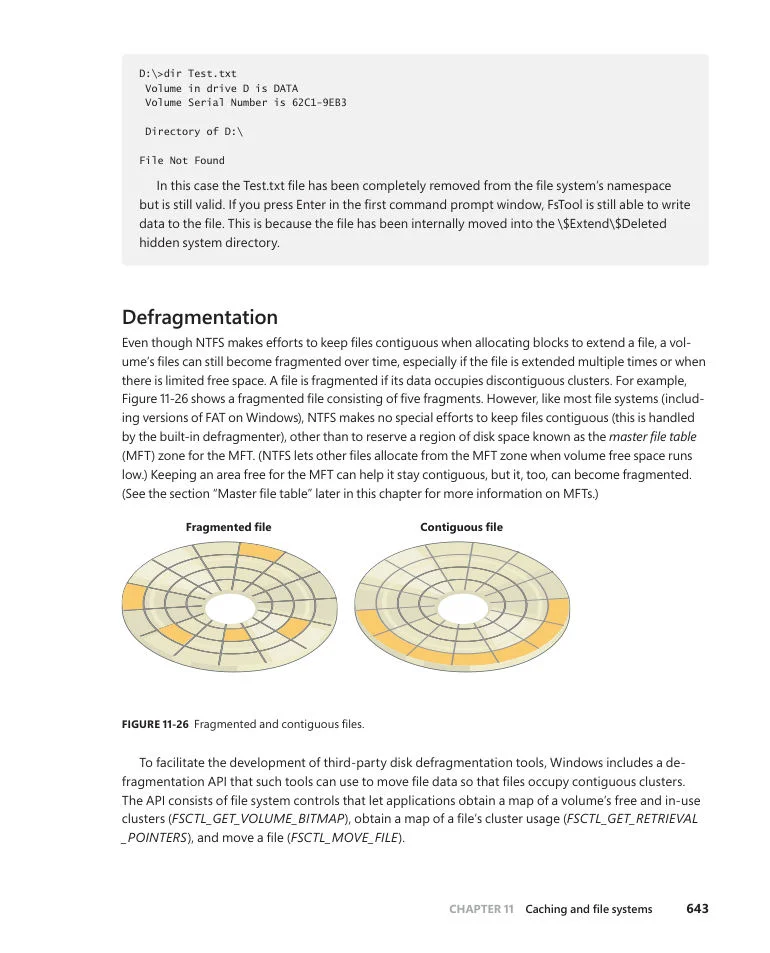 D:\>dir Test.txt
Volume in drive D is DATA
Volume Serial Number is 62C1-9EB3
Directory of D:\
File Not Found
In this case the Test.txt file has been completely removed from the file system’s namespace
but is still valid. If you press Enter in the first command prompt window, FsTool is still able to write
data to the file. This is because the file has been internally moved into the \$Extend\$Deleted
hidden system directory.
Defragmentation
Even though NTFS makes efforts to keep files contiguous when allocating blocks to extend a file, a vol-
ume’s files can still become fragmented over time, especially if the file is extended multiple times or when
there is limited free space. A file is fragmented if its data occupies discontiguous clusters. For example,
Figure 11-26 shows a fragmented file consisting of five fragments. However, like most file systems (includ-
ing versions of FAT on Windows), NTFS makes no special efforts to keep files contiguous (this is handled
by the built-in defragmenter), other than to reserve a region of disk space known as the master file table
(MFT) zone for the MFT. (NTFS lets other files allocate from the MFT zone when volume free space runs
low.) Keeping an area free for the MFT can help it stay contiguous, but it, too, can become fragmented.
(See the section “Master file table” later in this chapter for more information on MFTs.)
Fragmented file Contiguous file
FIGURE 11-26 Fragmented and contiguous files.
To facilitate the development of third-party disk defragmentation tools, Windows includes a de-
fragmentation API that such tools can use to move file data so that files occupy contiguous clusters.
The API consists of file system controls that let applications obtain a map of a volume’s free and in-use
clusters (FSCTL_GET_VOLUME_BITMAP), obtain a map of a file’s cluster usage (FSCTL_GET_RETRIEVAL
_POINTERS), and move a file (FSCTL_MOVE_FILE).
CHAPTER 11 Caching and file systems 643